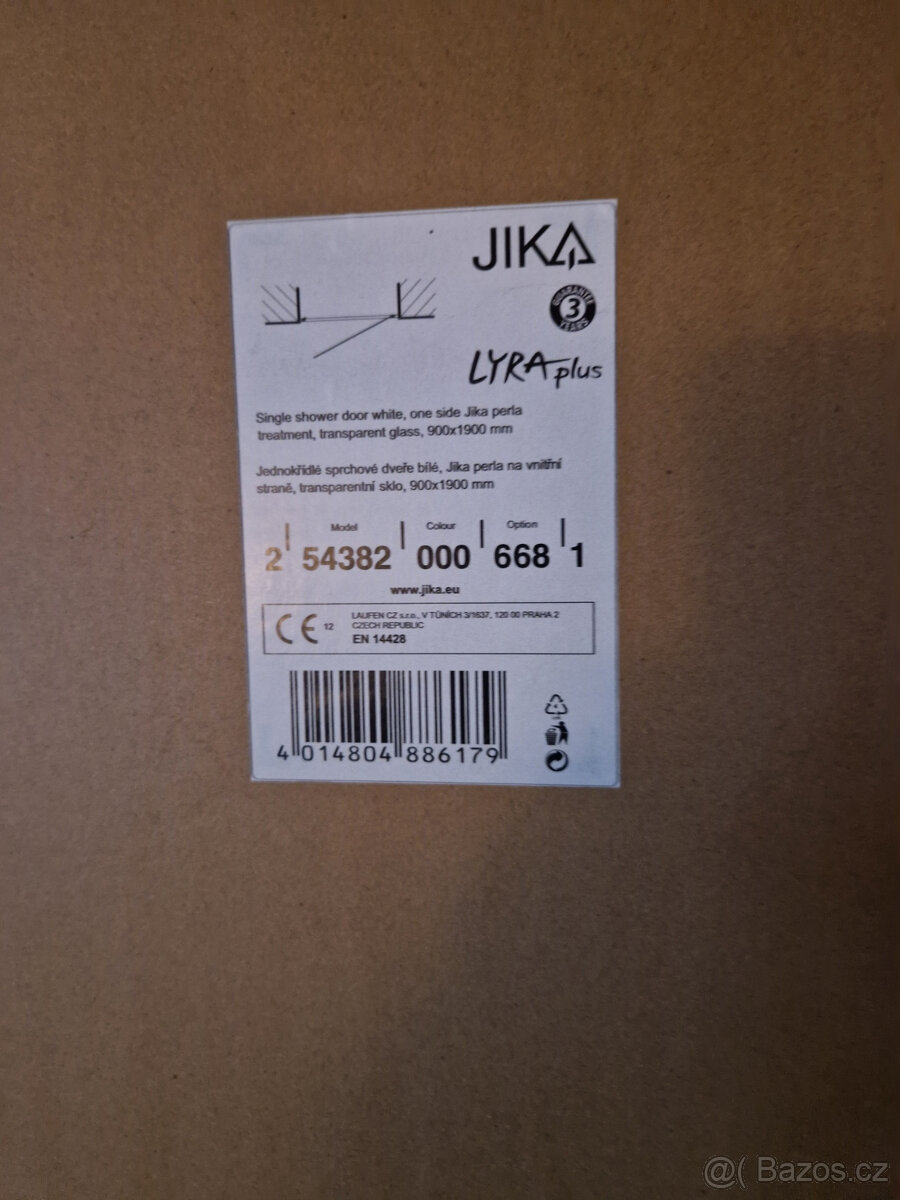 JIKA
GUARANTEE
3
YEARS
LYRA plus
Single shower door white, one side Jika perla
treatment, transparent glass, 900x1900 mm
Jednokřídlé sprchové dveře bílé, Jika perla na vnitřní
straně, transparentní sklo, 900x1900 mm
Model Colour Option
2 54382 000 668 1
www.jika.eu
CE 12 LAUFEN CZ s.r.o., V TŮNÍCH 3/1637, 120 00 PRAHA 2
CZECH REPUBLIC
EN 14428
4 014804 886179
@( Bazos.cz